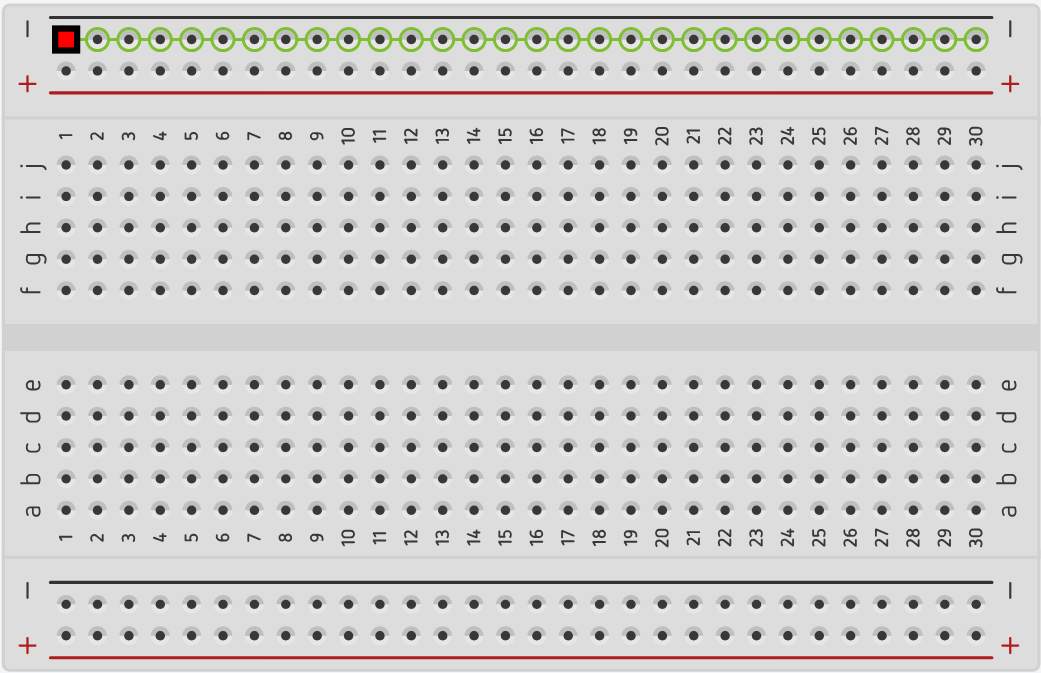 − −
+ +
1 2 3 4 5 6 7 8 9 10 11 12 13 14 15 16 17 18 19 20 21 22 23 24 25 26 27 28 29 30
j j
i i
h h
g g
f f
e e
d d
c c
b b
a a
1 2 3 4 5 6 7 8 9 10 11 12 13 14 15 16 17 18 19 20 21 22 23 24 25 26 27 28 29 30
− −
+ +